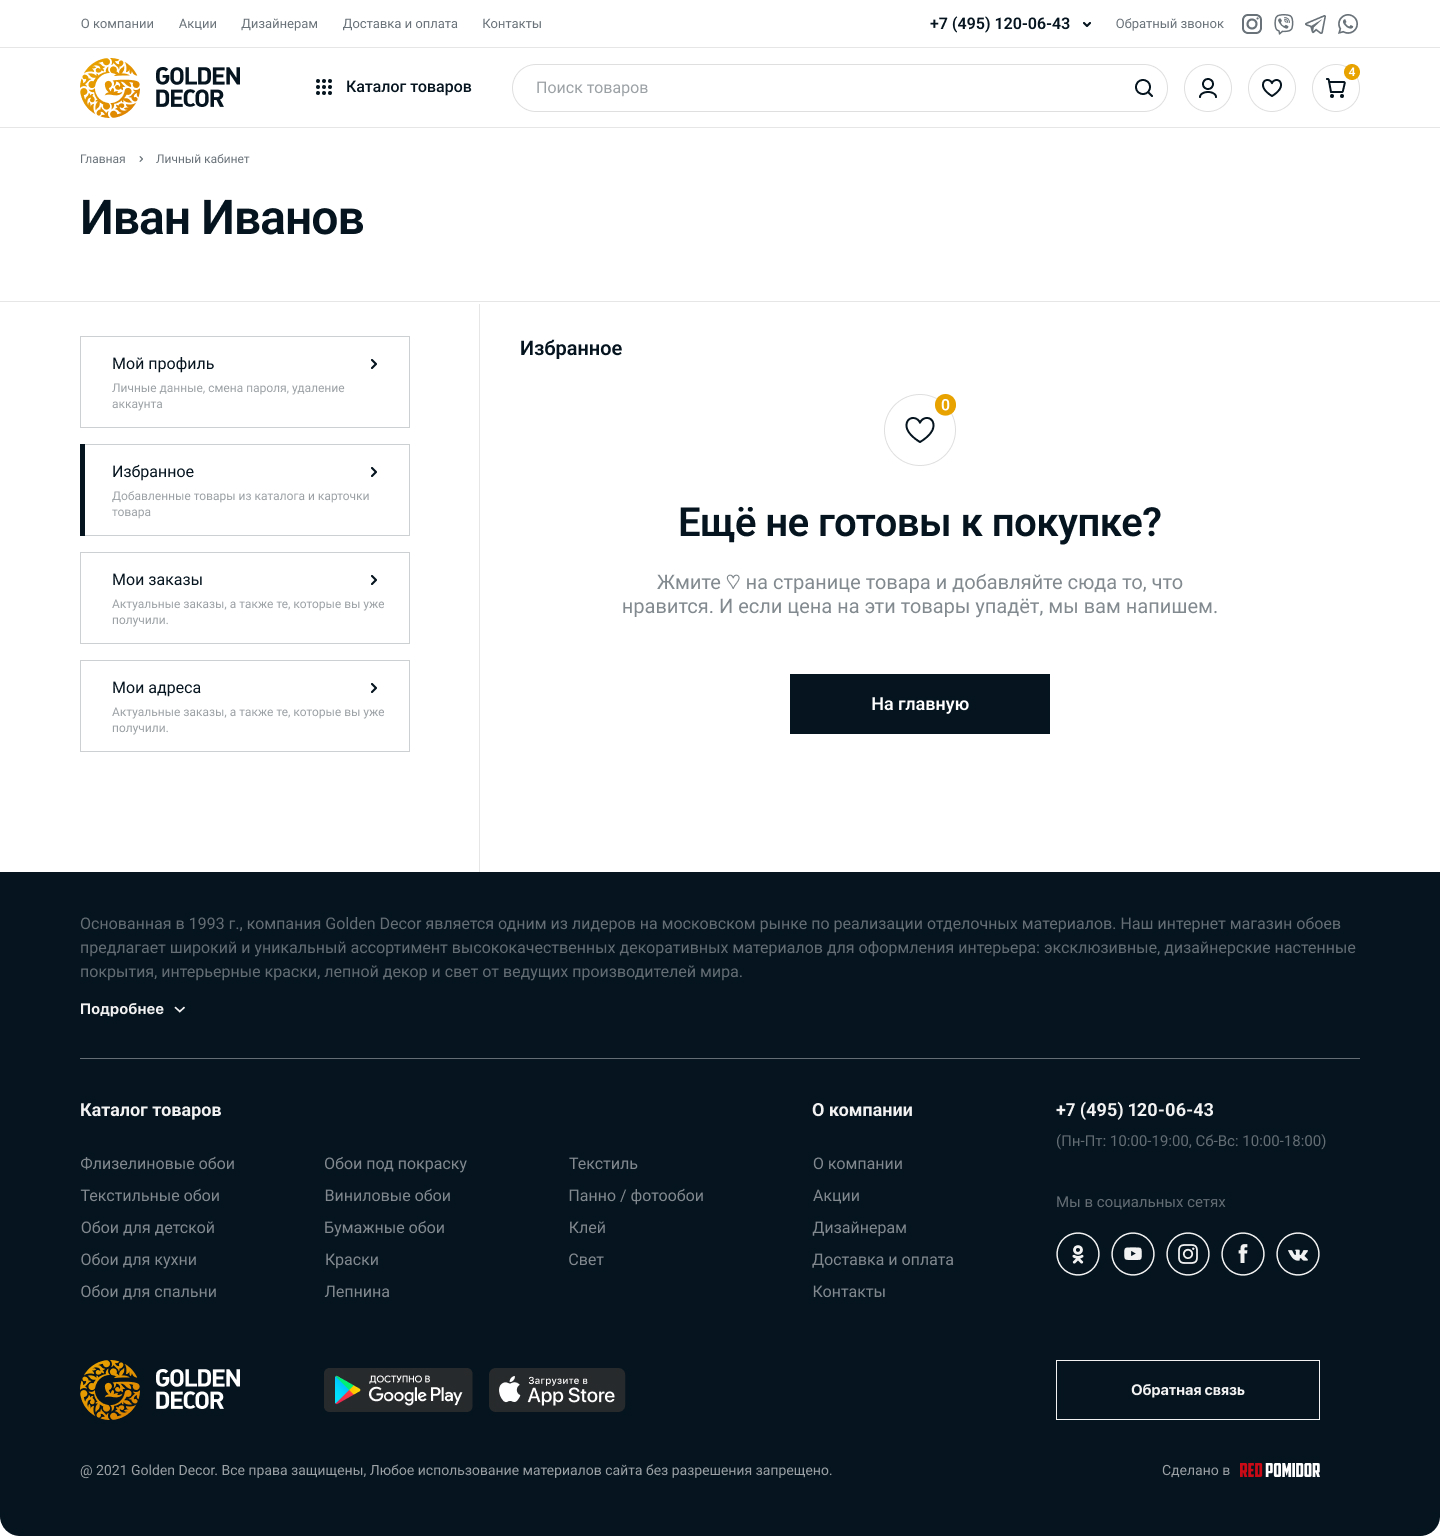 О компании Акции Дизайнерам Доставка и оплата Контакты +7 (495) 120-06-43 Обратный звонок
GOLDEN
DECOR
Каталог товаров Поиск товаров 4
Главная Личный кабинет
Иван Иванов
Мой профиль
Личные данные, смена пароля, удаление
аккаунта
Избранное
Добавленные товары из каталога и карточки
товара
Мои заказы
Актуальные заказы, а также те, которые вы уже
получили.
Мои адреса
Актуальные заказы, а также те, которые вы уже
получили.
Избранное
0
Ещё не готовы к покупке?
Жмите ♡ на странице товара и добавляйте сюда то, что
нравится. И если цена на эти товары упадёт, мы вам напишем.
На главную
Основанная в 1993 г., компания Golden Decor является одним из лидеров на московском рынке по реализации отделочных материалов. Наш интернет магазин обоев
предлагает широкий и уникальный ассортимент высококачественных декоративных материалов для оформления интерьера: эксклюзивные, дизайнерские настенные
покрытия, интерьерные краски, лепной декор и свет от ведущих производителей мира.
Подробнее
Каталог товаров
Флизелиновые обои
Текстильные обои
Обои для детской
Обои для кухни
Обои для спальни
Обои под покраску
Виниловые обои
Бумажные обои
Краски
Лепнина
Текстиль
Панно / фотообои
Клей
Свет
О компании
О компании
Акции
Дизайнерам
Доставка и оплата
Контакты
+7 (495) 120-06-43
(Пн-Пт: 10:00-19:00, Сб-Вс: 10:00-18:00)
Мы в социальных сетях
GOLDEN
DECOR
ДОСТУПНО В
Google Play
Загрузите в
App Store
Обратная связь
@ 2021 Golden Decor. Все права защищены, Любое использование материалов сайта без разрешения запрещено.
Сделано в REDPOMIDOR